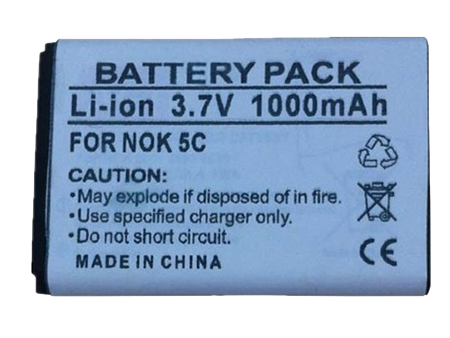 BATTERY PACK
Li-ion 3.7V 1000mAh
FOR NOK 5C
CAUTION:
•May explode if disposed in fire.
•Use specified charger only.
•Do not short circuit.
MADE IN CHINA
CE